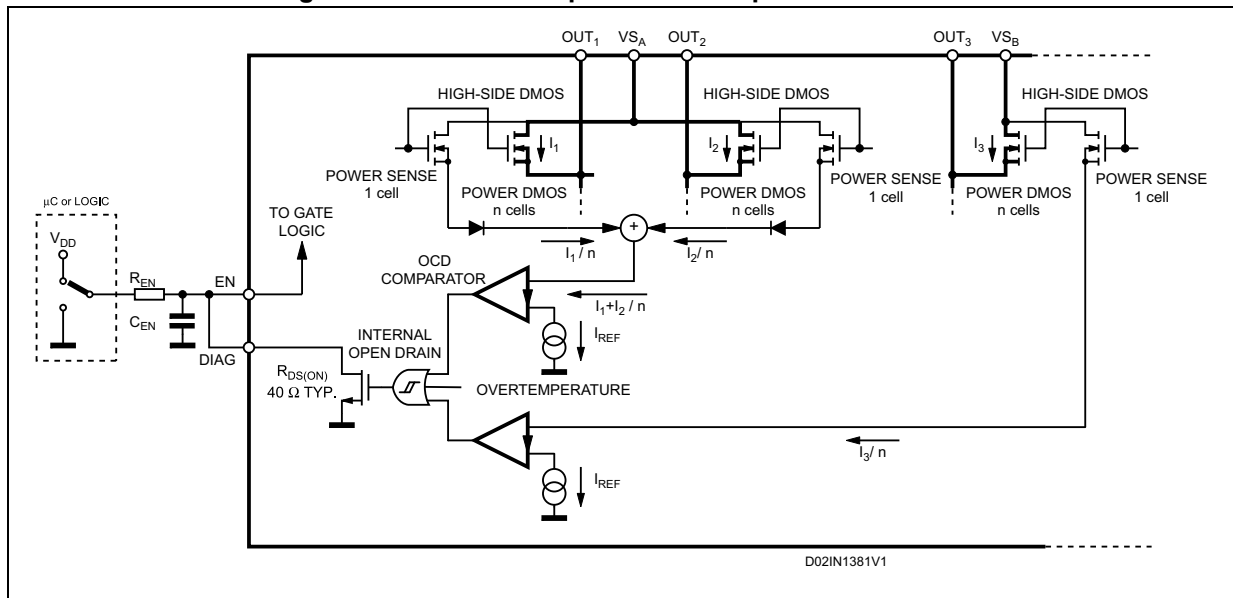 OUT1 VSA OUT2 OUT3 VSB
HIGH-SIDE DMOS HIGH-SIDE DMOS HIGH-SIDE DMOS
I1 I2 I3
POWER SENSE
1 cell
POWER DMOS
n cells
POWER DMOS
n cells
POWER SENSE
1 cell
POWER DMOS
n cells
POWER SENSE
1 cell
μC or LOGIC
TO GATE
LOGIC
VDD
+
I1/ n I2/ n
REN
EN
OCD
COMPARATOR
I1+I2 / n
CEN
IREF
INTERNAL
OPEN DRAIN
DIAG
RDS(ON)
40 Ω TYP.
OVERTEMPERATURE
I3/ n
IREF
D02IN1381V1